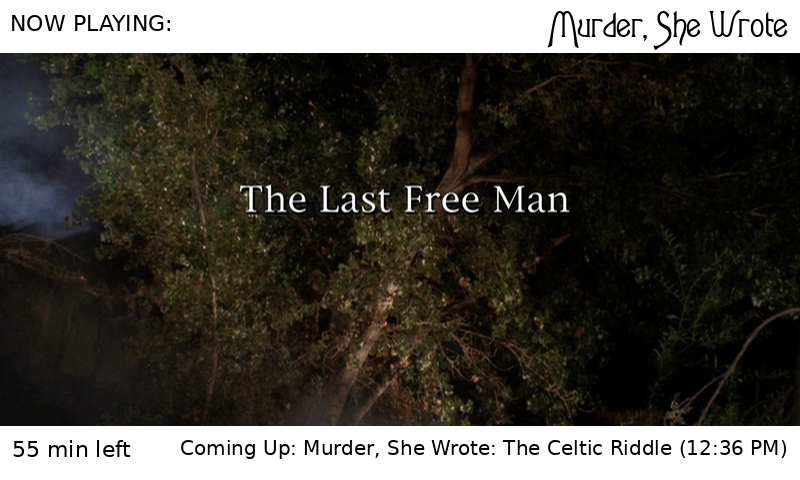 NOW PLAYING:
Murder, She Wrote
The Last Free Man
55 min left
Coming Up: Murder, She Wrote: The Celtic Riddle (12:36 PM)